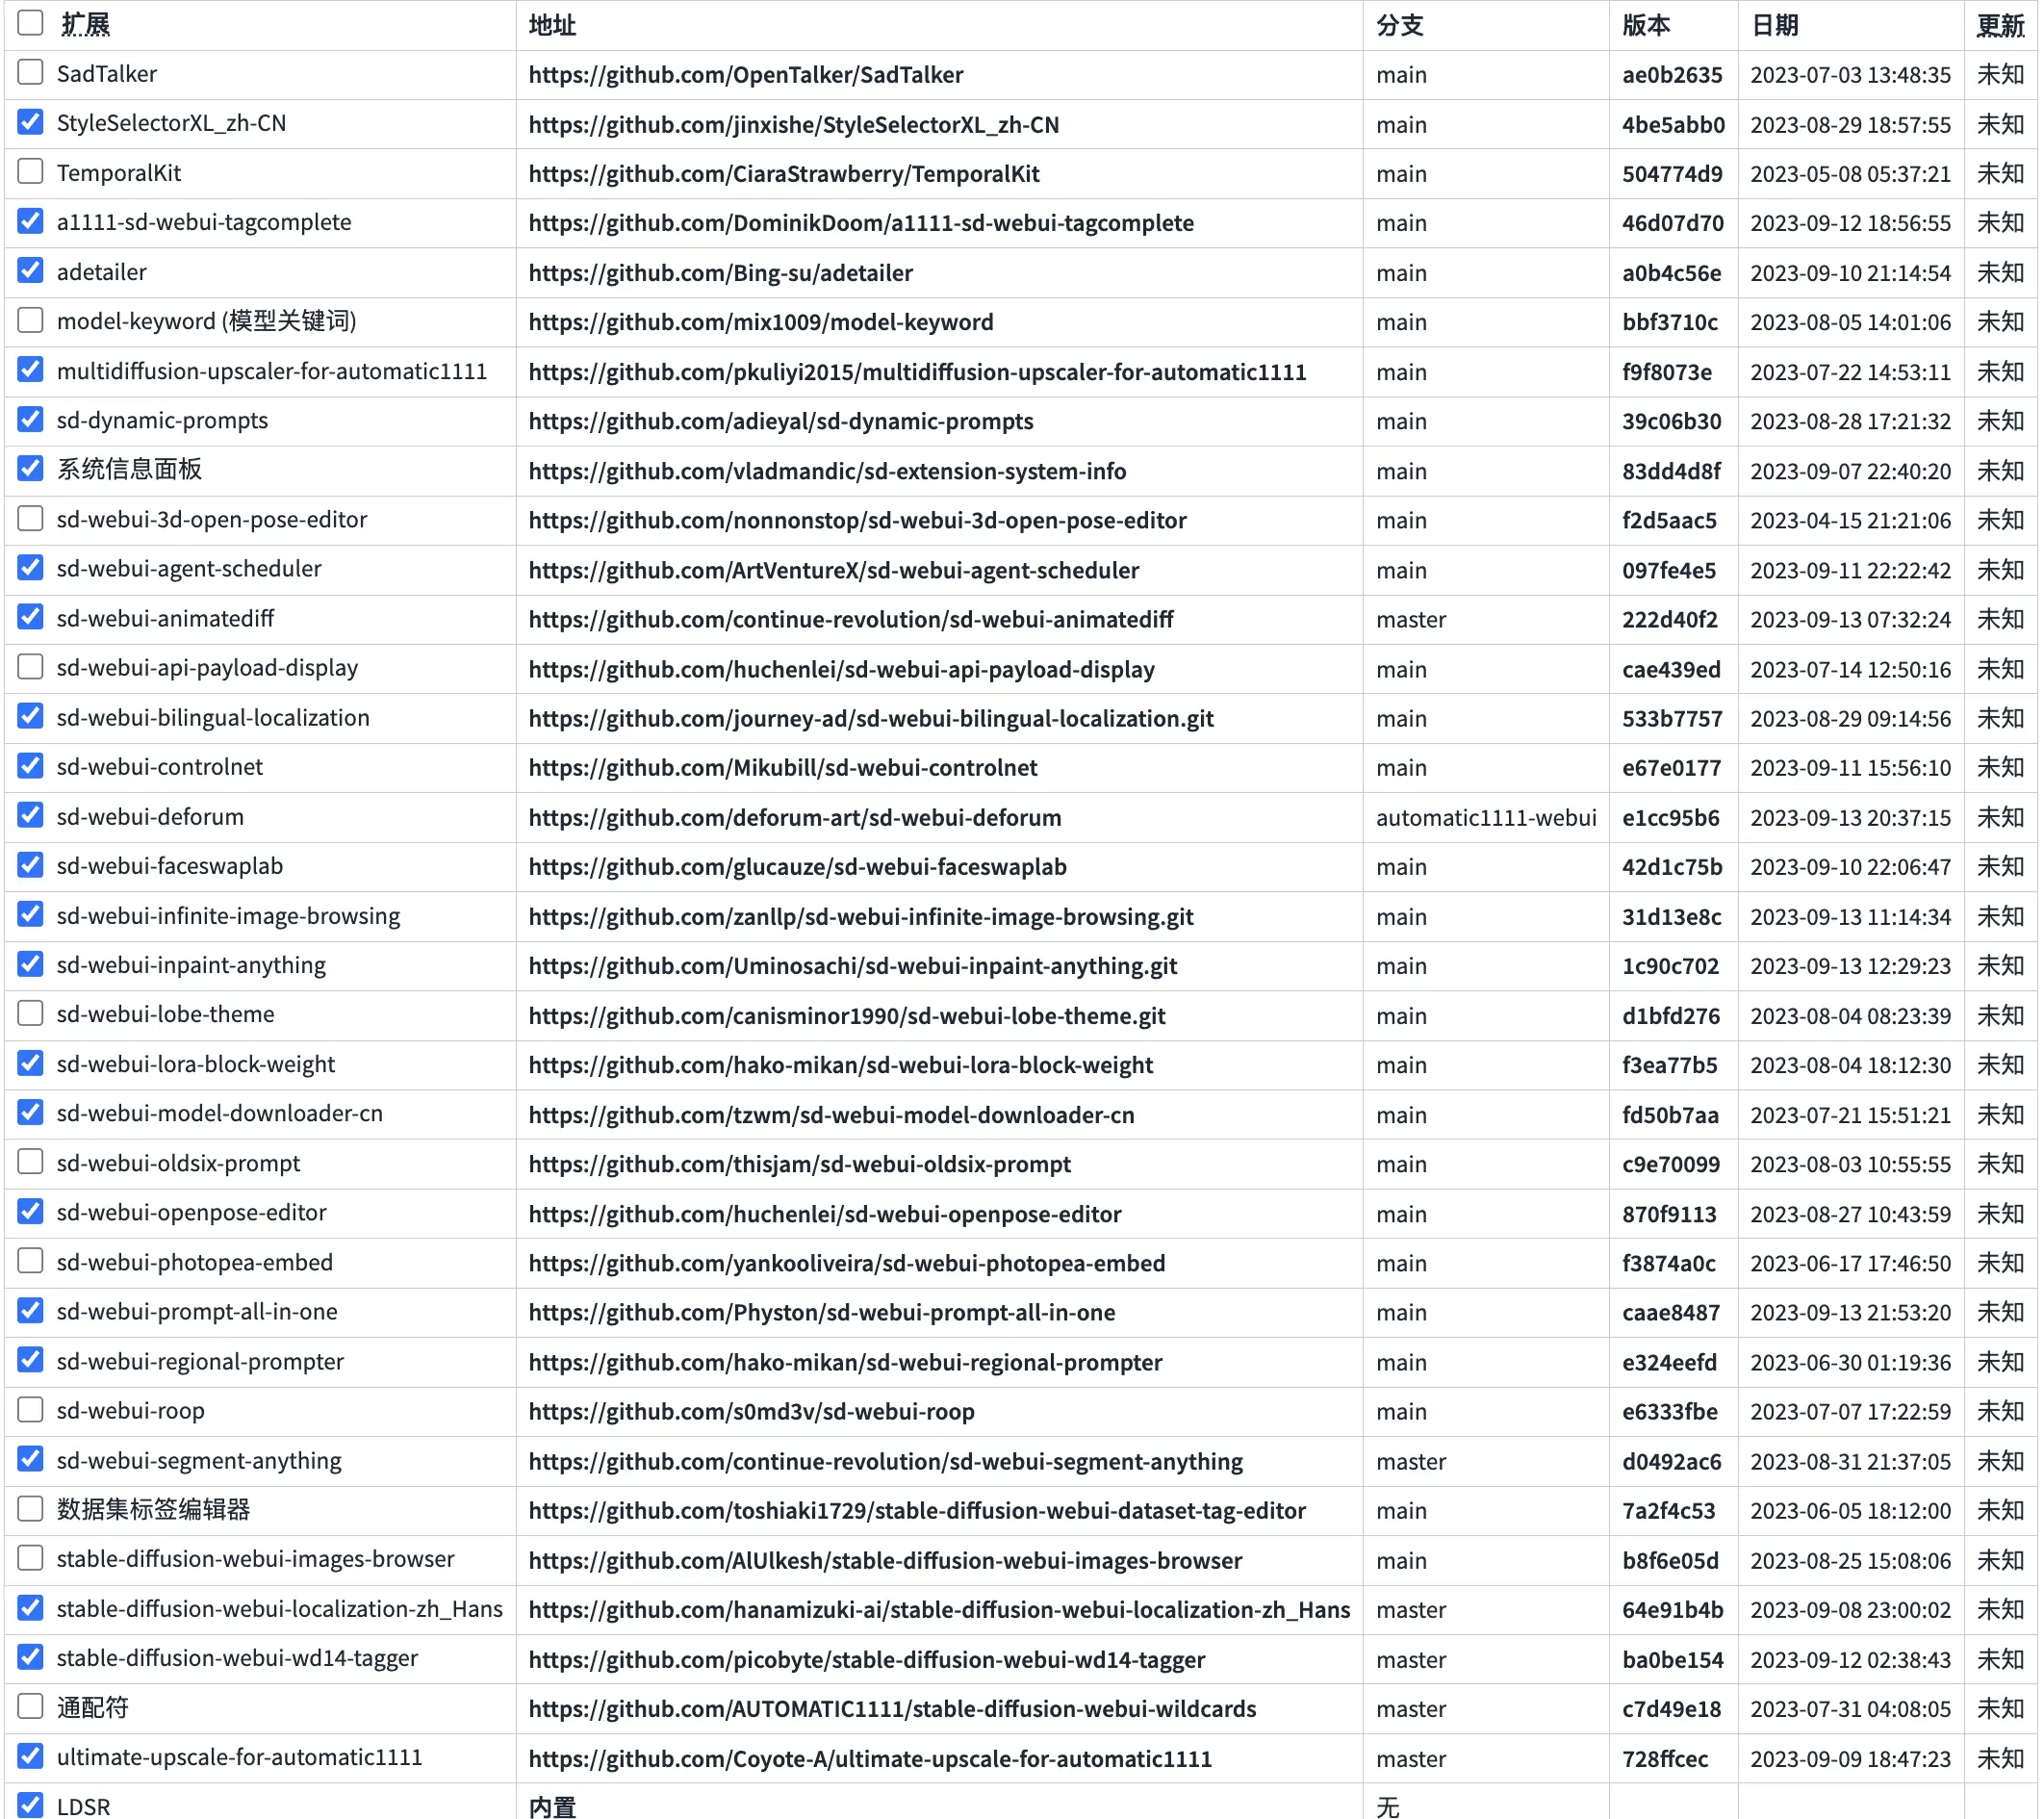 扩展 地址 分支 版本 日期 更新
SadTalker https://github.com/OpenTalker/SadTalker main ae0b2635 2023-07-03 13:48:35 未知
StyleSelectorXL_zh-CN https://github.com/jinxishe/StyleSelectorXL_zh-CN main 4be5abb0 2023-08-29 18:57:55 未知
TemporalKit https://github.com/CiaraStrawberry/TemporalKit main 504774d9 2023-05-08 05:37:21 未知
a1111-sd-webui-tagcomplete https://github.com/DominikDoom/a1111-sd-webui-tagcomplete main 46d07d70 2023-09-12 18:56:55 未知
adetailer https://github.com/Bing-su/adetailer main a0b4c56e 2023-09-10 21:14:54 未知
model-keyword (模型关键词) https://github.com/mix1009/model-keyword main bbf3710c 2023-08-05 14:01:06 未知
multidiffusion-upscaler-for-automatic1111 https://github.com/pkuliyi2015/multidiffusion-upscaler-for-automatic1111 main f9f8073e 2023-07-22 14:53:11 未知
sd-dynamic-prompts https://github.com/adieyal/sd-dynamic-prompts main 39c06b30 2023-08-28 17:21:32 未知
系统信息面板 https://github.com/vladmandic/sd-extension-system-info main 83dd4d8f 2023-09-07 22:40:20 未知
sd-webui-3d-open-pose-editor https://github.com/nonnonstop/sd-webui-3d-open-pose-editor main f2d5aac5 2023-04-15 21:21:06 未知
sd-webui-agent-scheduler https://github.com/ArtVentureX/sd-webui-agent-scheduler main 097fe4e5 2023-09-11 22:22:42 未知
sd-webui-animatediff https://github.com/continue-revolution/sd-webui-animatediff master 222d40f2 2023-09-13 07:32:24 未知
sd-webui-api-payload-display https://github.com/huchenlei/sd-webui-api-payload-display main cae439ed 2023-07-14 12:50:16 未知
sd-webui-bilingual-localization https://github.com/journey-ad/sd-webui-bilingual-localization.git main 533b7757 2023-08-29 09:14:56 未知
sd-webui-controlnet https://github.com/Mikubill/sd-webui-controlnet main e67e0177 2023-09-11 15:56:10 未知
sd-webui-deforum https://github.com/deforum-art/sd-webui-deforum automatic1111-webui e1cc95b6 2023-09-13 20:37:15 未知
sd-webui-faceswaplab https://github.com/glucauze/sd-webui-faceswaplab main 42d1c75b 2023-09-10 22:06:47 未知
sd-webui-infinite-image-browsing https://github.com/zanllp/sd-webui-infinite-image-browsing.git main 31d13e8c 2023-09-13 11:14:34 未知
sd-webui-inpaint-anything https://github.com/Uminosachi/sd-webui-inpaint-anything.git main 1c90c702 2023-09-13 12:29:23 未知
sd-webui-lobe-theme https://github.com/canisminor1990/sd-webui-lobe-theme.git main d1bfd276 2023-08-04 08:23:39 未知
sd-webui-lora-block-weight https://github.com/hako-mikan/sd-webui-lora-block-weight main f3ea77b5 2023-08-04 18:12:30 未知
sd-webui-model-downloader-cn https://github.com/tzwm/sd-webui-model-downloader-cn main fd50b7aa 2023-07-21 15:51:21 未知
sd-webui-oldsix-prompt https://github.com/thisjam/sd-webui-oldsix-prompt main c9e70099 2023-08-03 10:55:55 未知
sd-webui-openpose-editor https://github.com/huchenlei/sd-webui-openpose-editor main 870f9113 2023-08-27 10:43:59 未知
sd-webui-photopea-embed https://github.com/yankooliveira/sd-webui-photopea-embed main f3874a0c 2023-06-17 17:46:50 未知
sd-webui-prompt-all-in-one https://github.com/Physton/sd-webui-prompt-all-in-one main caae8487 2023-09-13 21:53:20 未知
sd-webui-regional-prompter https://github.com/hako-mikan/sd-webui-regional-prompter main e324eefd 2023-06-30 01:19:36 未知
sd-webui-roop https://github.com/s0md3v/sd-webui-roop main e6333fbe 2023-07-07 17:22:59 未知
sd-webui-segment-anything https://github.com/continue-revolution/sd-webui-segment-anything master d0492ac6 2023-08-31 21:37:05 未知
数据集标签编辑器 https://github.com/toshiaki1729/stable-diffusion-webui-dataset-tag-editor main 7a2f4c53 2023-06-05 18:12:00 未知
stable-diffusion-webui-images-browser https://github.com/AlUlkesh/stable-diffusion-webui-images-browser main b8f6e05d 2023-08-25 15:08:06 未知
stable-diffusion-webui-localization-zh_Hans https://github.com/hanamizuki-ai/stable-diffusion-webui-localization-zh_Hans master 64e91b4b 2023-09-08 23:00:02 未知
stable-diffusion-webui-wd14-tagger https://github.com/picobyte/stable-diffusion-webui-wd14-tagger master ba0be154 2023-09-12 02:38:43 未知
通配符 https://github.com/AUTOMATIC1111/stable-diffusion-webui-wildcards master c7d49e18 2023-07-31 04:08:05 未知
ultimate-upscale-for-automatic1111 https://github.com/Coyote-A/ultimate-upscale-for-automatic1111 master 728ffcec 2023-09-09 18:47:23 未知
LDSR 内置 无